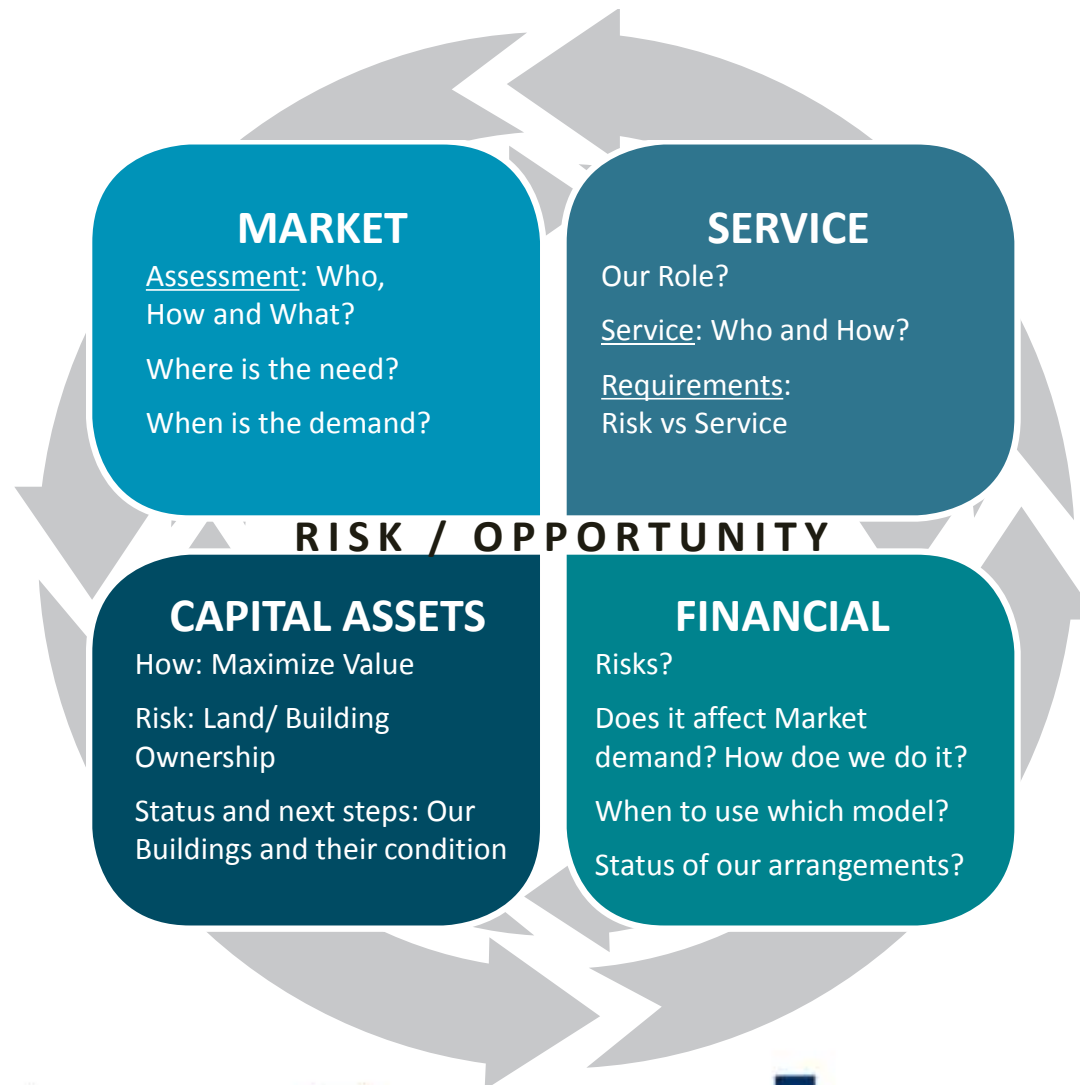 MARKET
Assessment: Who,
How and What?
Where is the need?
When is the demand?
SERVICE
Our Role?
Service: Who and How?
Requirements:
Risk vs Service
RISK / OPPORTUNITY
CAPITAL ASSETS
How: Maximize Value
Risk: Land/ Building
Ownership
Status and next steps: Our
Buildings and their condition
FINANCIAL
Risks?
Does it affect Market
demand? How doe we do it?
When to use which model?
Status of our arrangements?